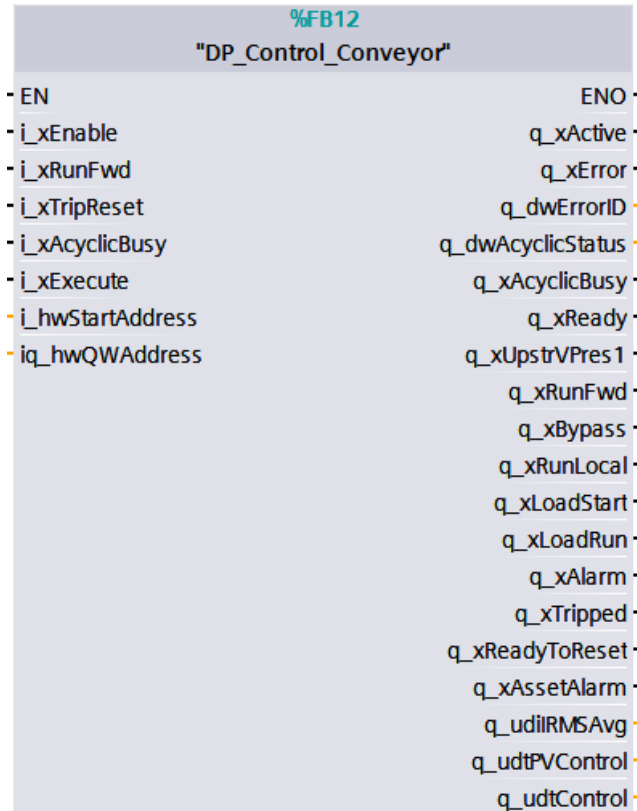 %FB12
"DP_Control_Conveyor"
EN ENO
i_xEnable q_xActive
i_xRunFwd q_xError
i_xTripReset q_dwErrorID
i_xAcyclicBusy q_dwAcyclicStatus
i_xExecute q_xAcyclicBusy
i_hwStartAddress q_xReady
iq_hwQWAddress q_xUpstrVPres1
q_xRunFwd
q_xBypass
q_xRunLocal
q_xLoadStart
q_xLoadRun
q_xAlarm
q_xTripped
q_xReadyToReset
q_xAssetAlarm
q_udiIRMSAvg
q_udtPVControl
q_udtControl